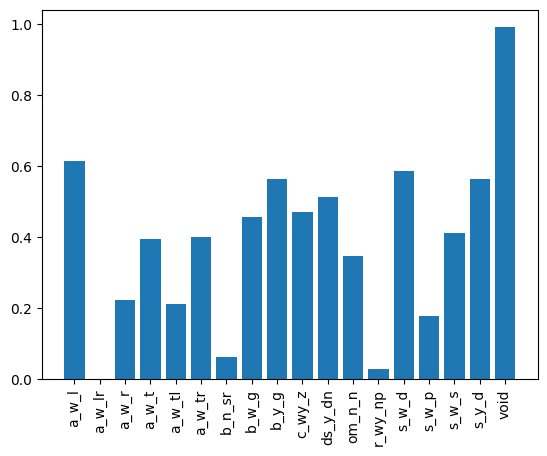 1.0
0.8
0.6
0.4
0.2
0.0
a_w_l
a_w_lr
a_w_r
a_w_t
a_w_tl
a_w_tr
b_n_sr
b_w_g
b_y_g
c_wy_z
ds_y_dn
om_n_n
r_wy_np
s_w_d
s_w_p
s_w_s
s_y_d
void